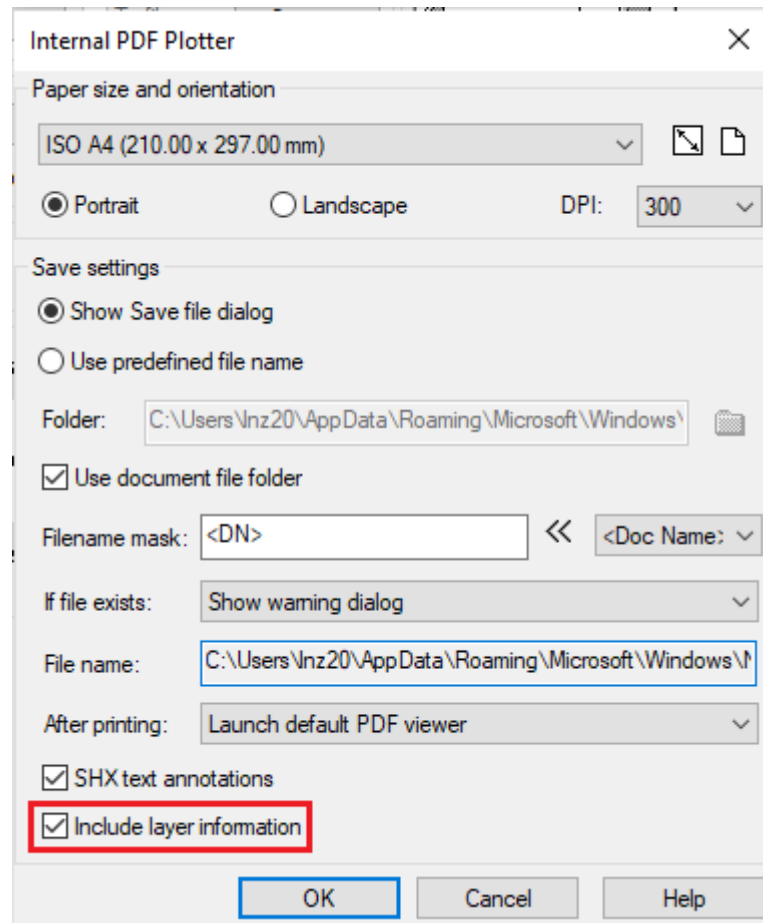 Internal PDF Plotter
Paper size and orientation
ISO A4 (210.00 x 297.00 mm)
Portrait Landscape DPI: 300
Save settings
Show Save file dialog
Use predefined file name
Folder: C:\Users\lnz20\AppData\Roaming\Microsoft\Windows\
Use document file folder
Filename mask: <DN> <Doc Name>
If file exists: Show warning dialog
File name: C:\Users\lnz20\AppData\Roaming\Microsoft\Windows\
After printing: Launch default PDF viewer
SHX text annotations
Include layer information
OK Cancel Help